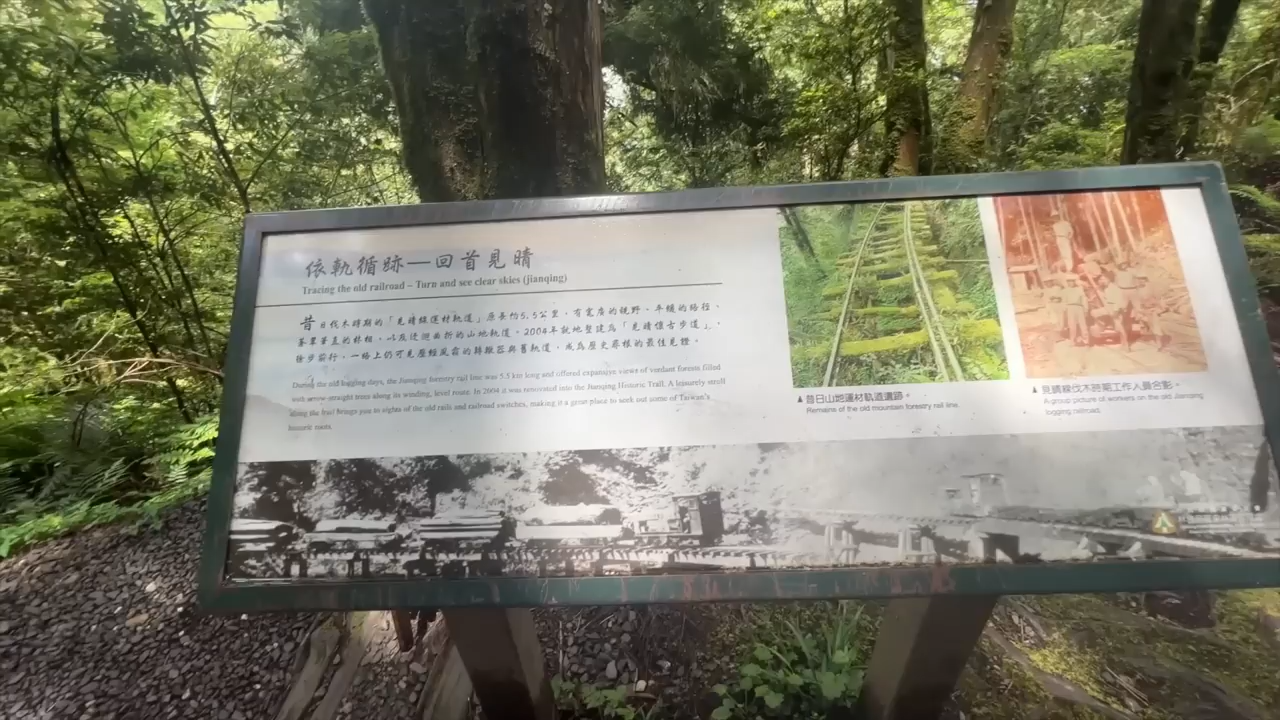 依軌循跡—回首見晴
Tracing the old railroad – Turn and see clear skies (jianqing)
昔日伐木時期的「見晴線運材軌道」原長約5.5公里,有寬廣的視野、平緩的路行、
蒼翠筆直的林相,以及迂迴曲折的山地軌道。2004年就地整建為「見晴懷古步道」,
徐步前行,一路上仍可見歷經風霜的轉轍器與舊軌道,成為歷史尋根的最佳見證。
During the old logging days, the Jianqing forestry rail line was 5.5 km long and offered expansive views of verdant forests filled
with arrow-straight trees along its winding, level route. In 2004 it was renovated into the Jianqing Historic Trail. A leisurely stroll
along the trail brings you to sights of the old rails and railroad switches, making it a great place to seek out some of Taiwan's
historic roots.
▲昔日山地運材軌道遺跡。
Remains of the old mountain forestry rail line.
▲見晴線伐木時期工作人員合影。
A group picture of workers on the old Jianqing
logging railroad.